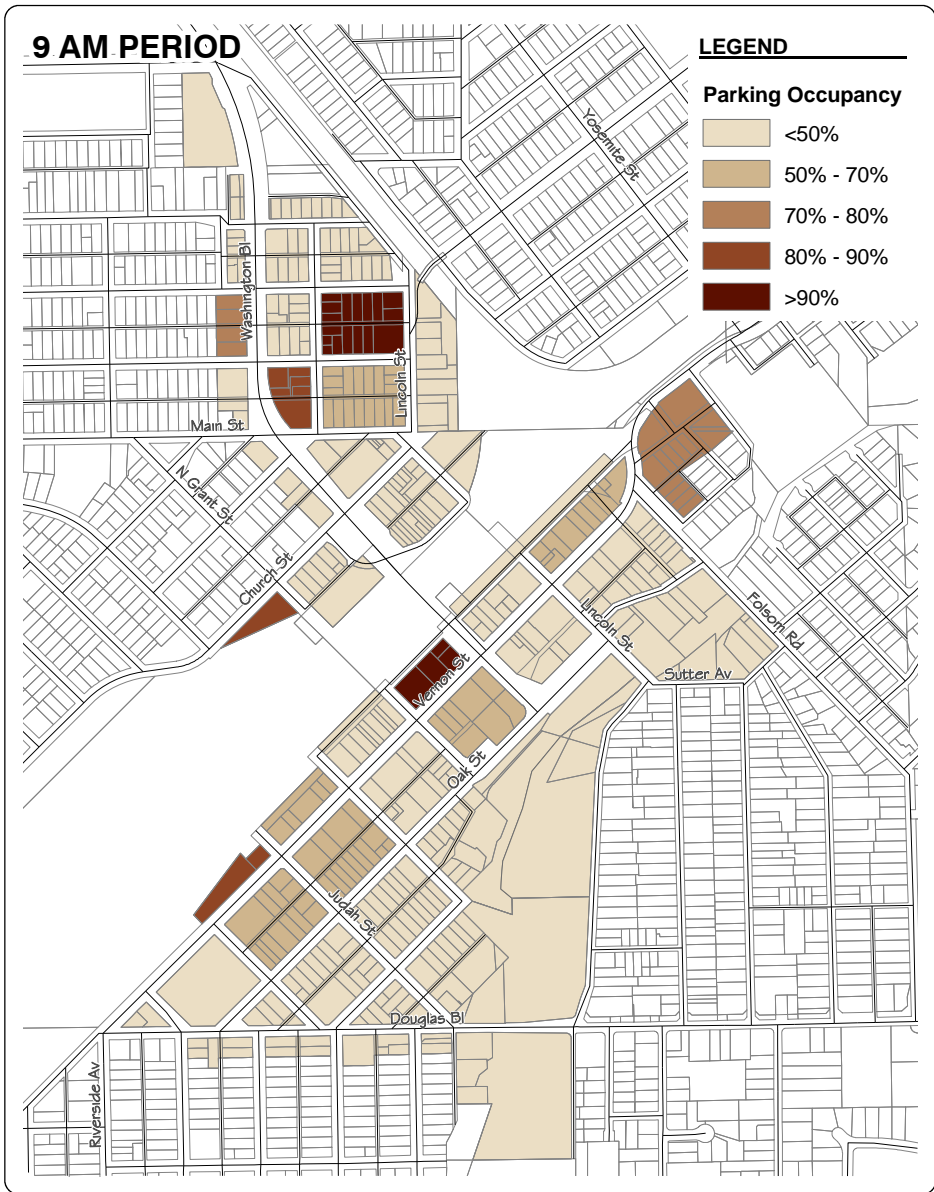 9 AM PERIOD
LEGEND
Parking Occupancy
<50%
50% - 70%
70% - 80%
80% - 90%
>90%
Yosemite St
Washington Bl
Lincoln St
Main St
N Grant St
Church St
Lincoln St
Folsom Rd
Sutter Av
Vernon St
Oak St
Judah St
Douglas Bl
Riverside Av